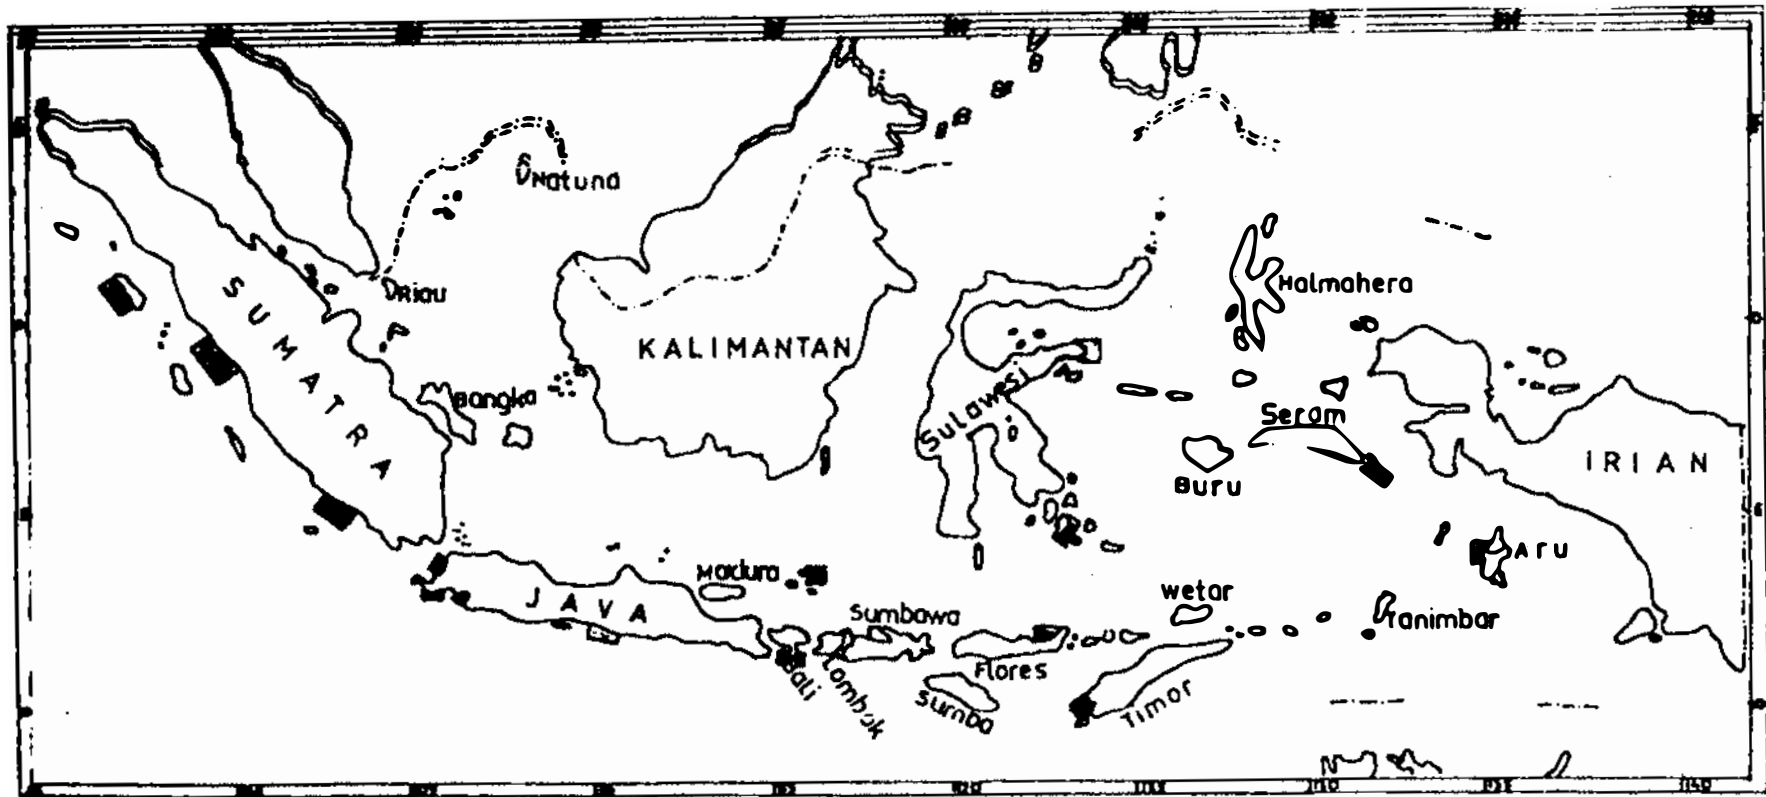 Natuna
Riau
Halmahera
SUMATRA
KALIMANTAN
Bangka
Sulawesi
Seram
Buru
IRIAN
Aru
Madura
JAVA
Wetar
Tanimbar
Sumbawa
Bali
Lombok
Flores
Sumba
Timor